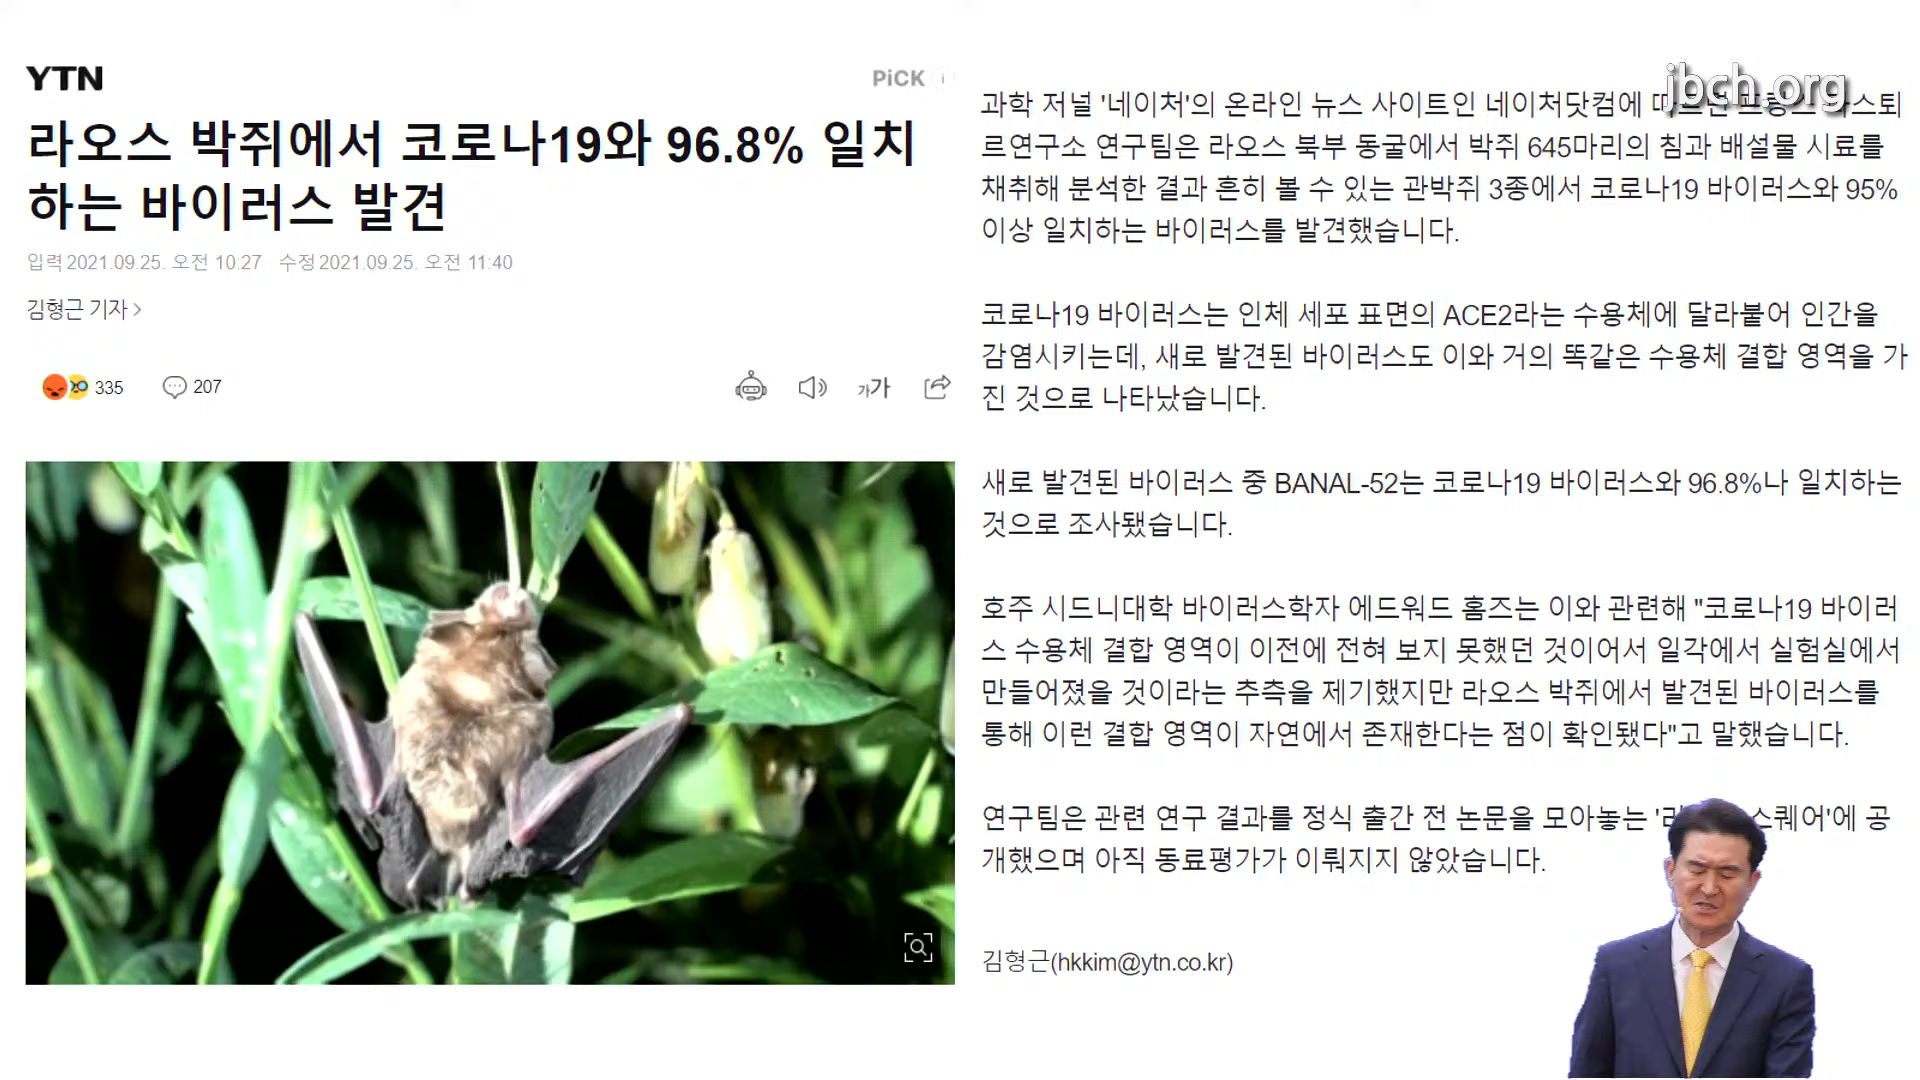 YTN
PiCK i
라오스 박쥐에서 코로나19와 96.8% 일치
하는 바이러스 발견
입력 2021.09.25. 오전 10:27 수정 2021.09.25. 오전 11:40
김형근 기자 >
335 207
가가
jbch.org
과학 저널 '네이처'의 온라인 뉴스 사이트인 네이처닷컴에
르연구소 연구팀은 라오스 북부 동굴에서 박쥐 645마리의 침과 배설물 시료를
채취해 분석한 결과 흔히 볼 수 있는 관박쥐 3종에서 코로나19 바이러스와 95%
이상 일치하는 바이러스를 발견했습니다.
코로나19 바이러스는 인체 세포 표면의 ACE2라는 수용체에 달라붙어 인간을
감염시키는데, 새로 발견된 바이러스도 이와 거의 똑같은 수용체 결합 영역을 가
진 것으로 나타났습니다.
새로 발견된 바이러스 중 BANAL-52는 코로나19 바이러스와 96.8%나 일치하는
것으로 조사됐습니다.
호주 시드니대학 바이러스학자 에드워드 홈즈는 이와 관련해 "코로나19 바이러
스 수용체 결합 영역이 이전에 전혀 보지 못했던 것이어서 일각에서 실험실에서
만들어졌을 것이라는 추측을 제기했지만 라오스 박쥐에서 발견된 바이러스를
통해 이런 결합 영역이 자연에서 존재한다는 점이 확인됐다"고 말했습니다.
연구팀은 관련 연구 결과를 정식 출간 전 논문을 모아놓는 스퀘어'에 공
개했으며 아직 동료평가가 이뤄지지 않았습니다.
김형근(hkkim@ytn.co.kr)